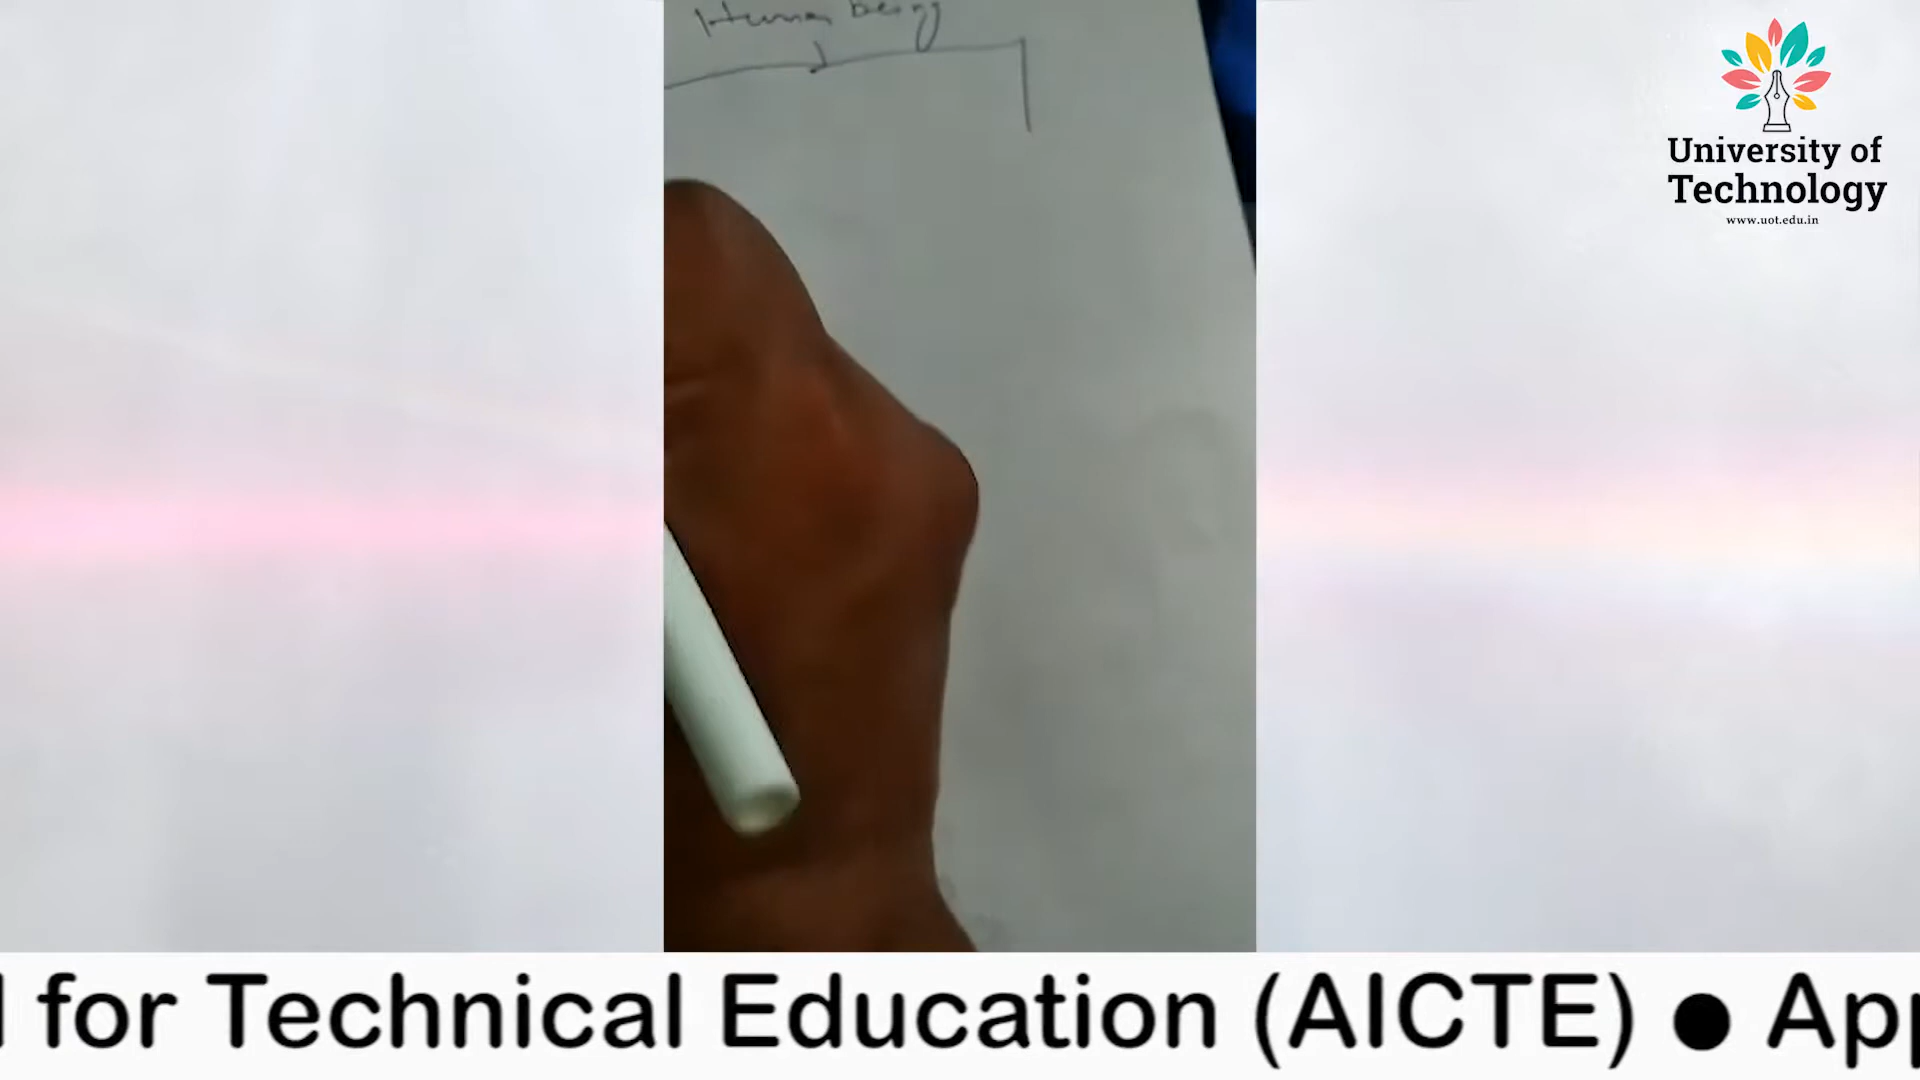 Human being
University of
Technology
www.uot.edu.in
for Technical Education (AICTE) ● App